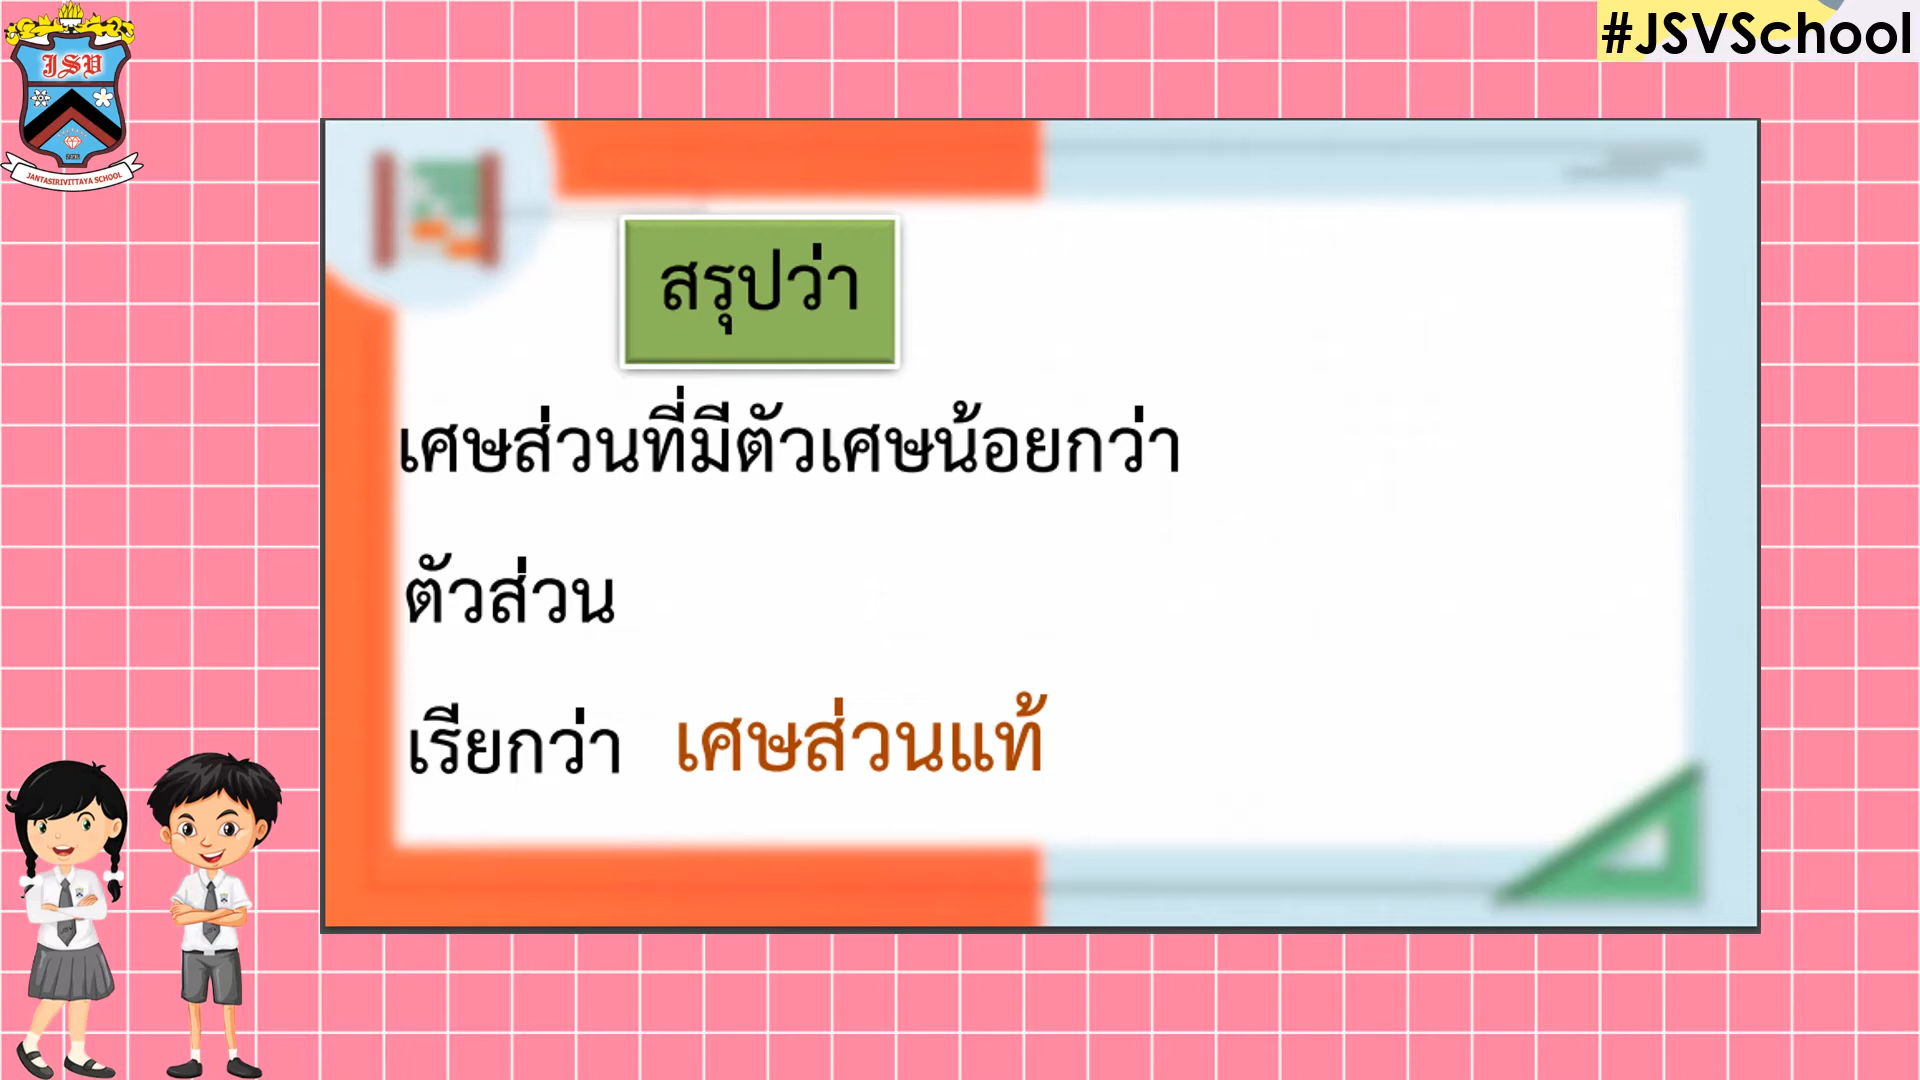 JSV
2492
JANTASIRIVITTAYA SCHOOL
#JSVSchool
สรุปว่า
เศษส่วนที่มีตัวเศษน้อยกว่า
ตัวส่วน
เรียกว่า เศษส่วนแท้